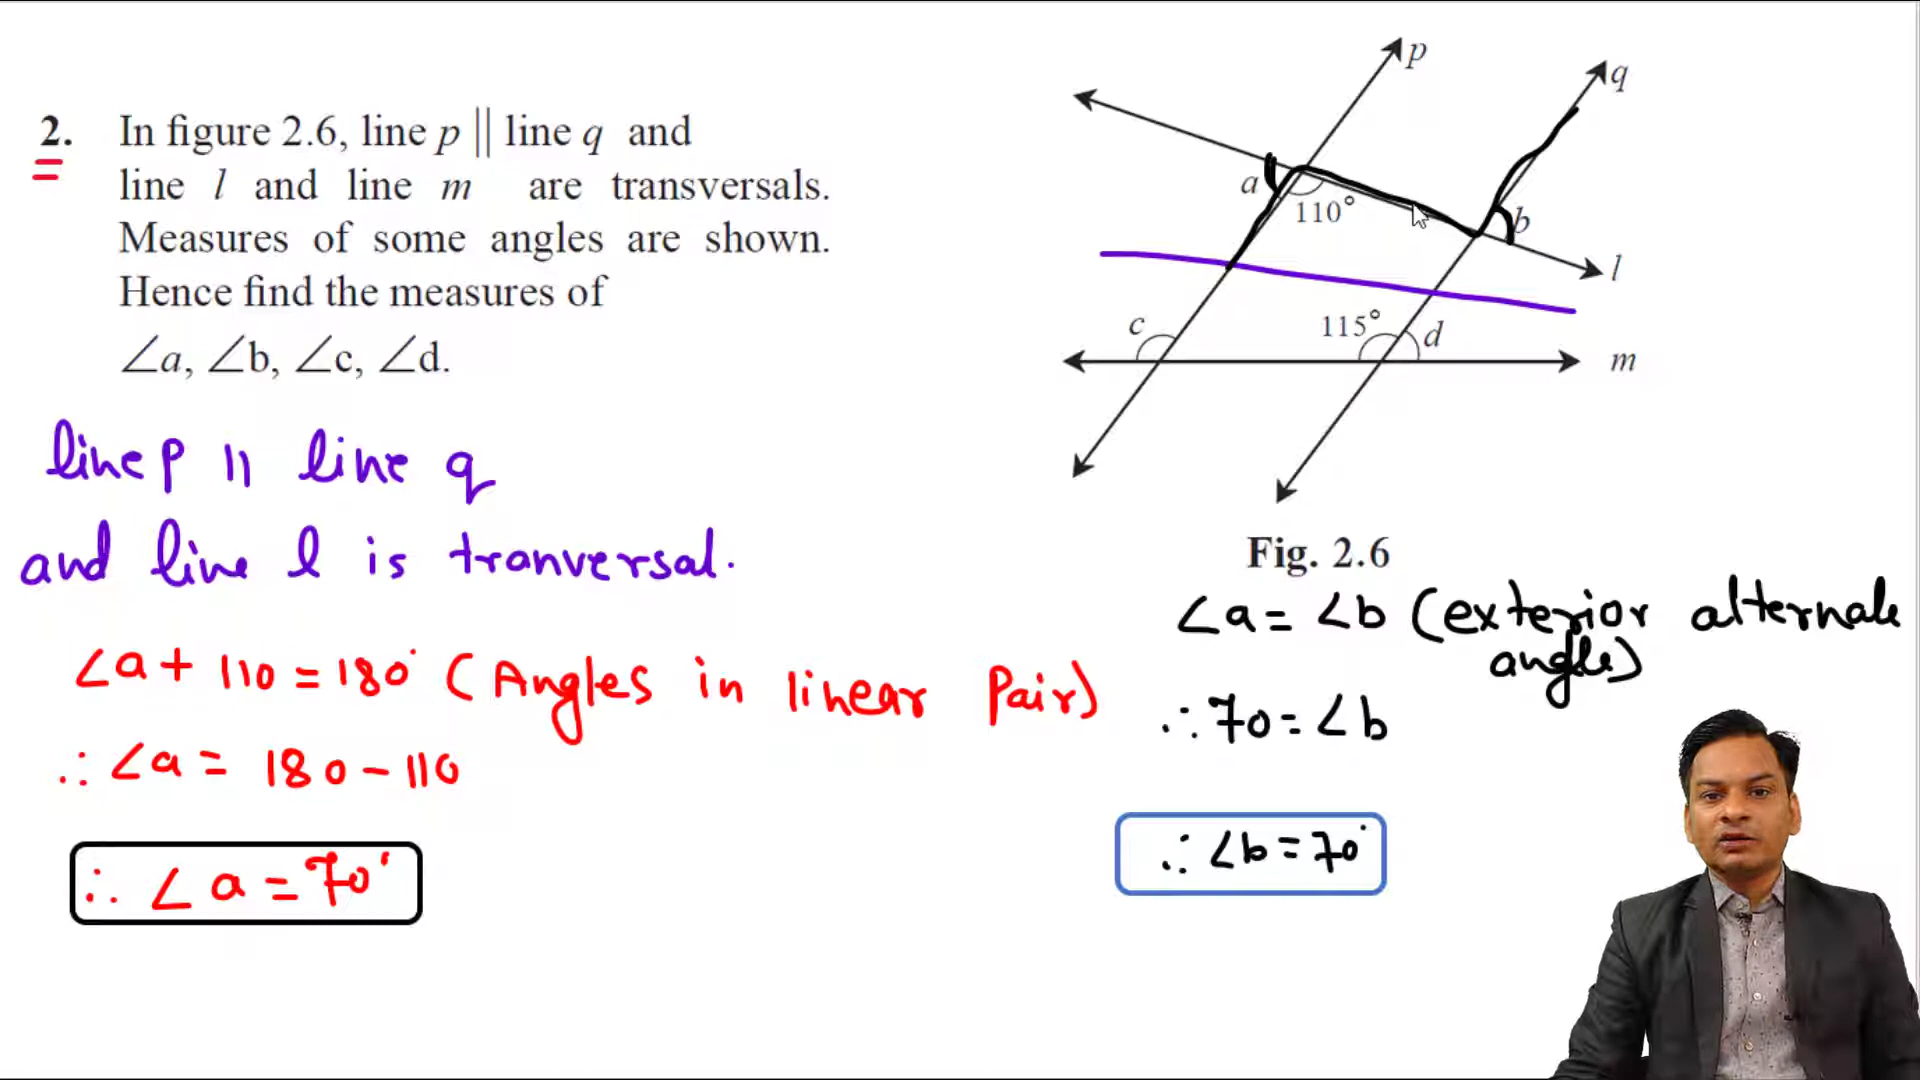 2. In figure 2.6, line p || line q and
line l and line m are transversals.
Measures of some angles are shown.
Hence find the measures of
∠a, ∠b, ∠c, ∠d.
p
q
a
110°
b
l
c
115°
d
m
Fig. 2.6
line p || line q
and line l is tranversal.
∠a + 110 = 180° (Angles in linear Pair)
∴ ∠a = 180 - 110
∴ ∠a = 70°
∠a = ∠b (exterior alternate
angle)
∴ 70 = ∠b
∴ ∠b = 70°